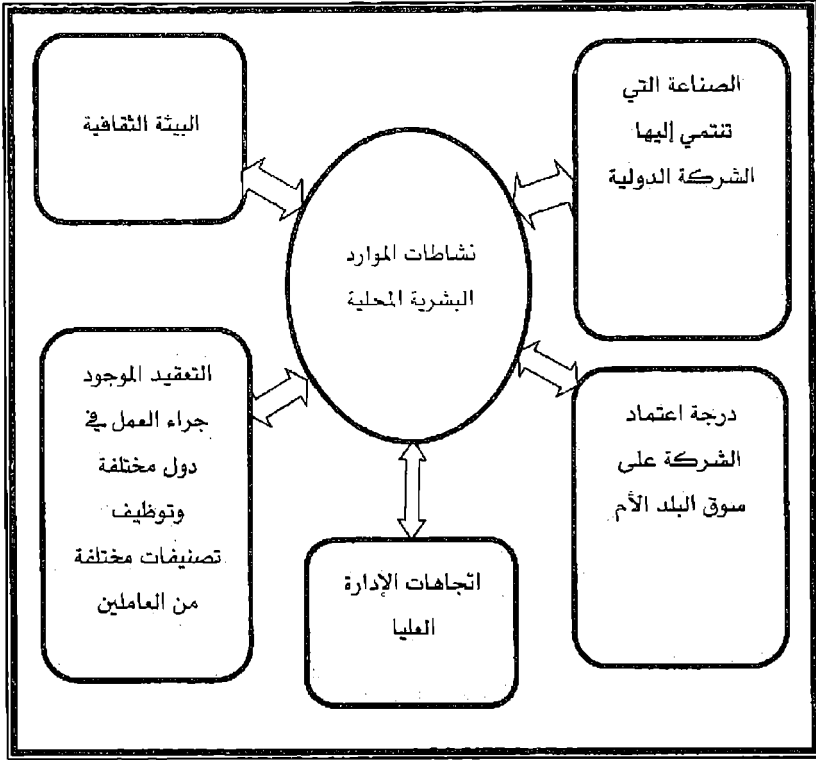 الصناعة التي
تنتمي إليها
الشركة الدولية
البيئة الثقافية
نشاطات الموارد
البشرية المحلية
درجة اعتماد
الشركة على
سوق البلد الأم
التعقيد الموجود
جراء العمل في
دول مختلفة
وتوظيف
تصنيفات مختلفة
من العاملين
اتجاهات الإدارة
العليا